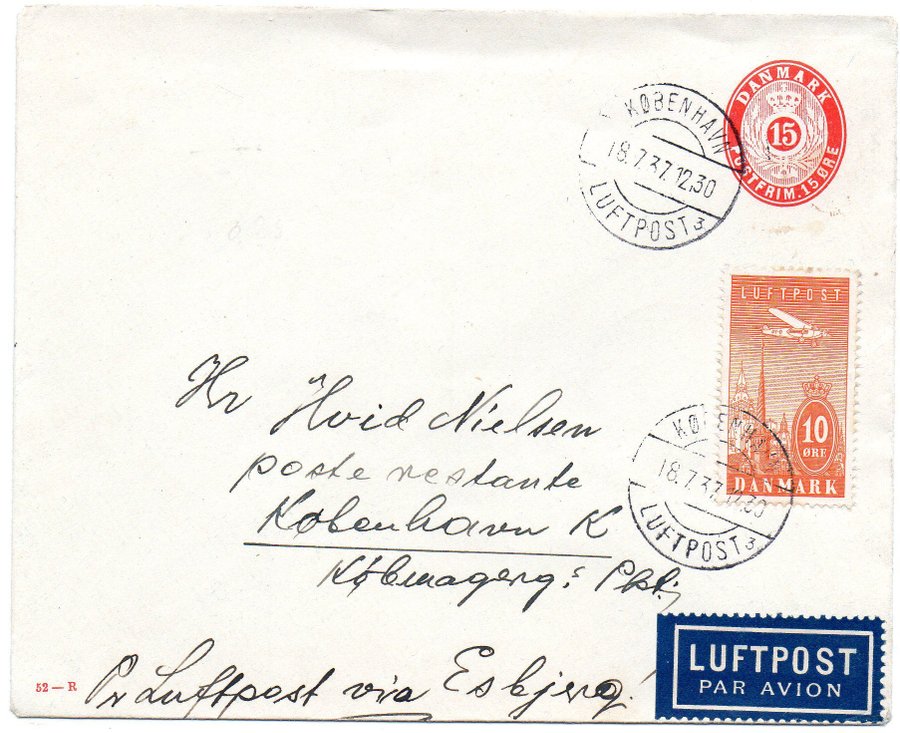 DANMARK
15
POSTFRIM. 15 ØRE
KØBENHAVN
18.7.37.12.30
LUFTPOST 3
LUFTPOST
10
ØRE
DANMARK
KØBENHAVN
18.7.37.12.30
LUFTPOST 3
Hr Hvid Nielsen
poste restante
København K
Købmagerg:s Pkt:
Pr Luftpost via Esbjerg!
52 — R
LUFTPOST
PAR AVION